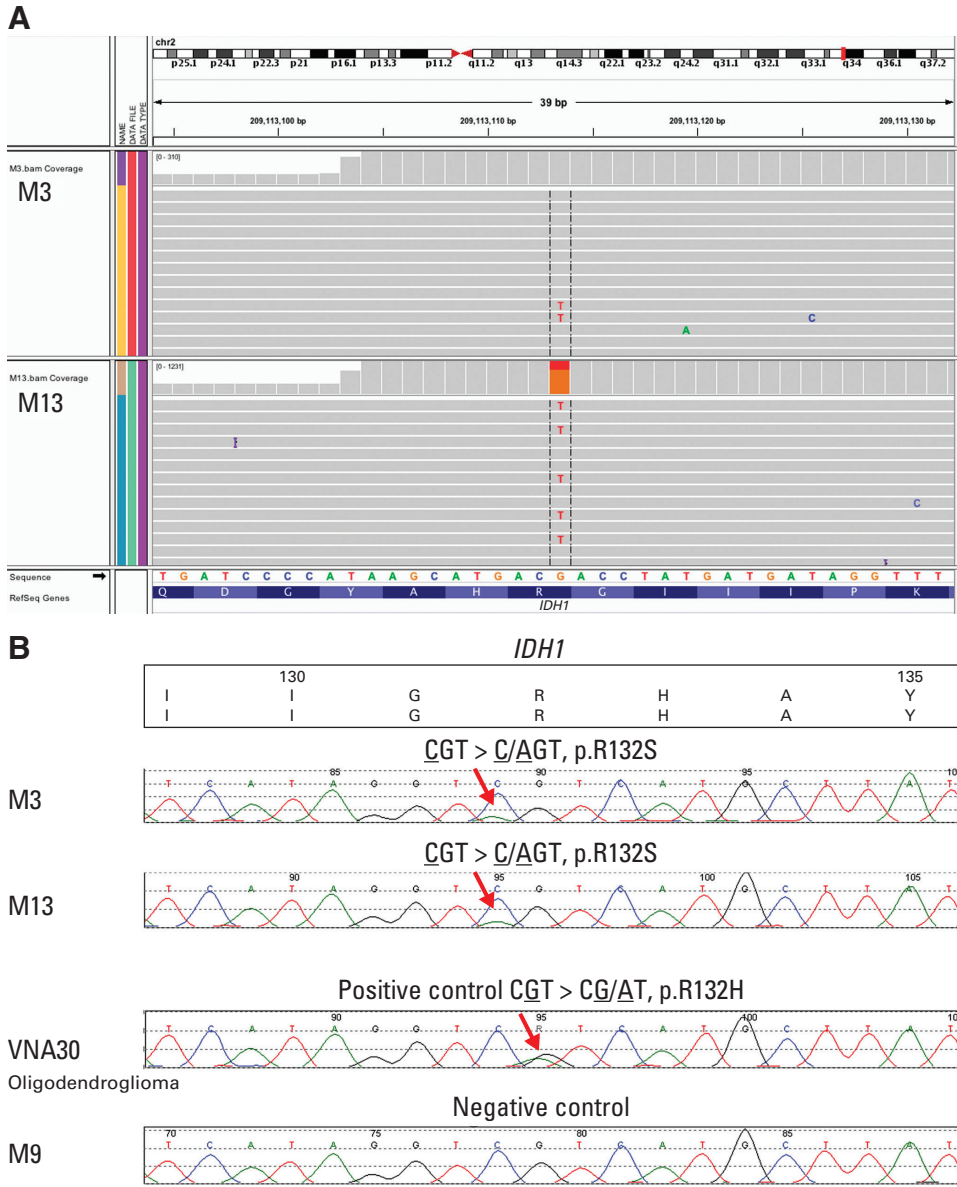 A
chr2
p25.1 p24.1 p22.3 p21 p16.1 p13.3 p11.2 q11.2 q13 q14.3 q22.1 q23.2 q24.2 q31.1 q32.1 q33.1 q34 q36.1 q37.2
39 bp
209,113,100 bp 209,113,110 bp 209,113,120 bp 209,113,130 bp
NAME
DATA FILE
DATA TYPE
M3.bam Coverage
[0 - 310]
M3
T
T C
A
M13.bam Coverage
[0 - 1231]
M13
T
T
T
C
T
T
Sequence
T G A T C C C C A T A A G C A T G A C G A C C T A T G A T G A T A G G T T T
RefSeq Genes
Q D G Y A H R G I I I P K
IDH1
B
IDH1
130 135
I I G R H A Y
I I G R H A Y
CGT > C/AGT, p.R132S
M3
85 90 95 10
T C A T A G G T C G T C A T G C T T A T
CGT > C/AGT, p.R132S
M13
90 95 100 105
T C A T A G G T C G T C A T G C T T A T
Positive control CGT > CG/AT, p.R132H
VNA30
Oligodendroglioma
90 95 100 10
T C A T A G G T C R T C A T G C T T A T
Negative control
M9
70 75 80 85
T C A T A G G T C G T C A T G C T T A T